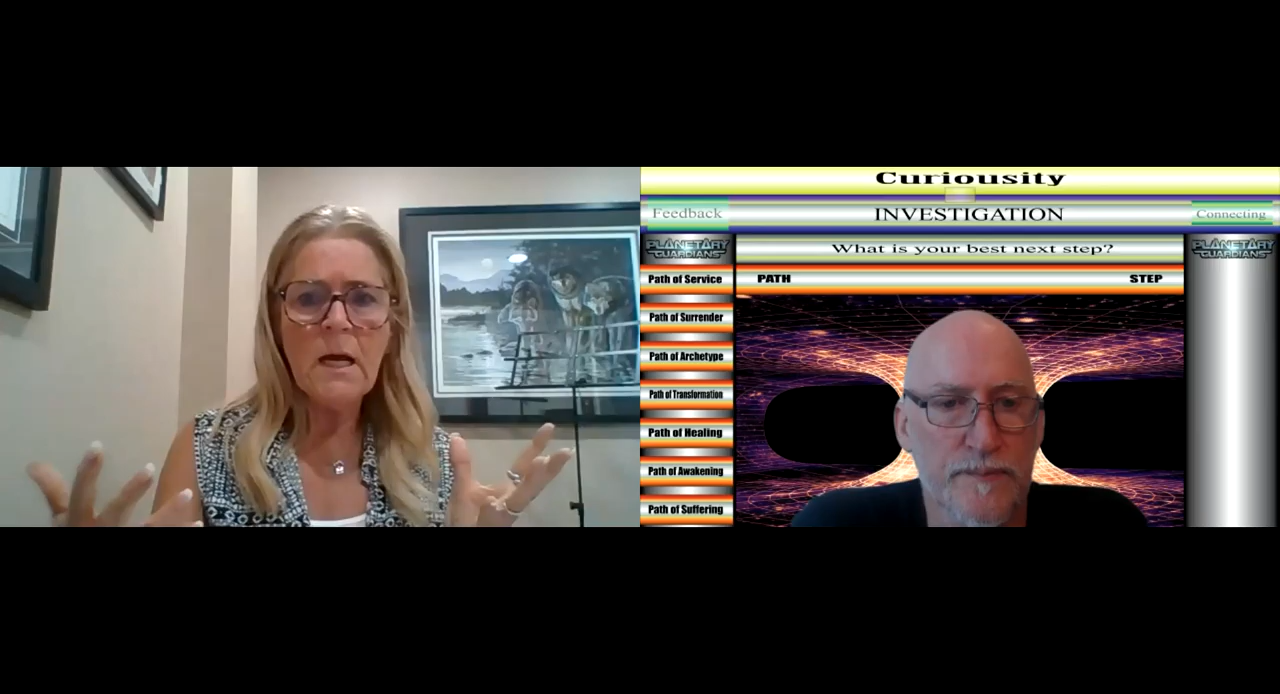 Curiousity
Feedback
INVESTIGATION
Connecting
PLANETARY
GUARDIANS
What is your best next step?
PLANETARY
GUARDIANS
Path of Service
PATH
STEP
Path of Surrender
Path of Archetype
Path of Transformation
Path of Healing
Path of Awakening
Path of Suffering